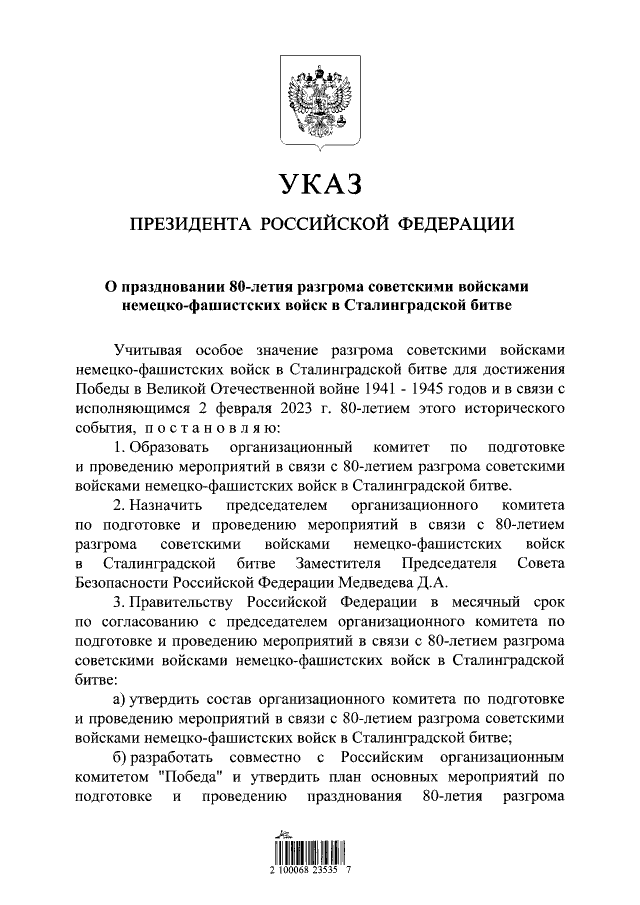 УКАЗ
ПРЕЗИДЕНТА РОССИЙСКОЙ ФЕДЕРАЦИИ
О праздновании 80-летия разгрома советскими войсками
немецко-фашистских войск в Сталинградской битве
Учитывая особое значение разгрома советскими войсками
немецко-фашистских войск в Сталинградской битве для достижения
Победы в Великой Отечественной войне 1941 - 1945 годов и в связи с
исполняющимся 2 февраля 2023 г. 80-летием этого исторического
события, п о с т а н о в л я ю:
1. Образовать организационный комитет по подготовке
и проведению мероприятий в связи с 80-летием разгрома советскими
войсками немецко-фашистских войск в Сталинградской битве.
2. Назначить председателем организационного комитета
по подготовке и проведению мероприятий в связи с 80-летием
разгрома советскими войсками немецко-фашистских войск
в Сталинградской битве Заместителя Председателя Совета
Безопасности Российской Федерации Медведева Д.А.
3. Правительству Российской Федерации в месячный срок
по согласованию с председателем организационного комитета по
подготовке и проведению мероприятий в связи с 80-летием разгрома
советскими войсками немецко-фашистских войск в Сталинградской
битве:
а) утвердить состав организационного комитета по подготовке
и проведению мероприятий в связи с 80-летием разгрома советскими
войсками немецко-фашистских войск в Сталинградской битве;
б) разработать совместно с Российским организационным
комитетом "Победа" и утвердить план основных мероприятий по
подготовке и проведению празднования 80-летия разгрома
2 100068 23535 7